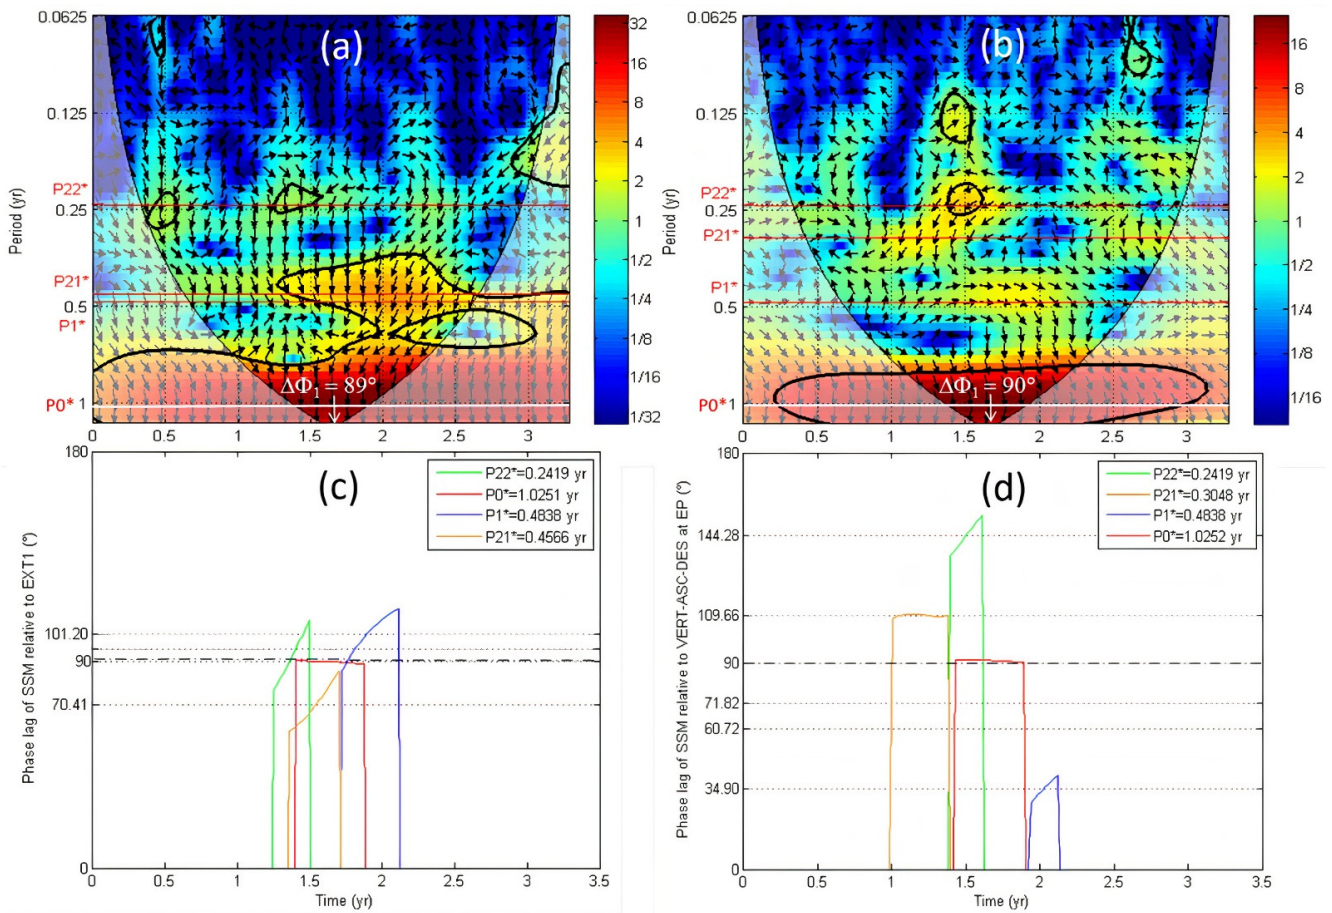 (a)
0.0625
0.125
P22*
0.25
P21*
0.5
P1*
P0* 1
Period (yr)
ΔΦ1 = 89°
0 0.5 1 1.5 2 2.5 3
32
16
8
4
2
1
1/2
1/4
1/8
1/16
1/32
(b)
0.0625
0.125
P22*
0.25
P21*
P1*
0.5
P0* 1
Period (yr)
ΔΦ1 = 90°
0 0.5 1 1.5 2 2.5 3
16
8
4
2
1
1/2
1/4
1/8
1/16
(c)
180
101.20
90
70.41
0
Phase lag of SSM relative to EXT1 (°)
P22*=0.2419 yr
P0*=1.0251 yr
P1*=0.4838 yr
P21*=0.4566 yr
0 0.5 1 1.5 2 2.5 3 3.5
Time (yr)
(d)
180
144.28
109.66
90
71.82
60.72
34.90
0
Phase lag of SSM relative to VERT-ASC-DES at EP (°)
P22*=0.2419 yr
P21*=0.3048 yr
P1*=0.4838 yr
P0*=1.0252 yr
0 0.5 1 1.5 2 2.5 3 3.5
Time (yr)